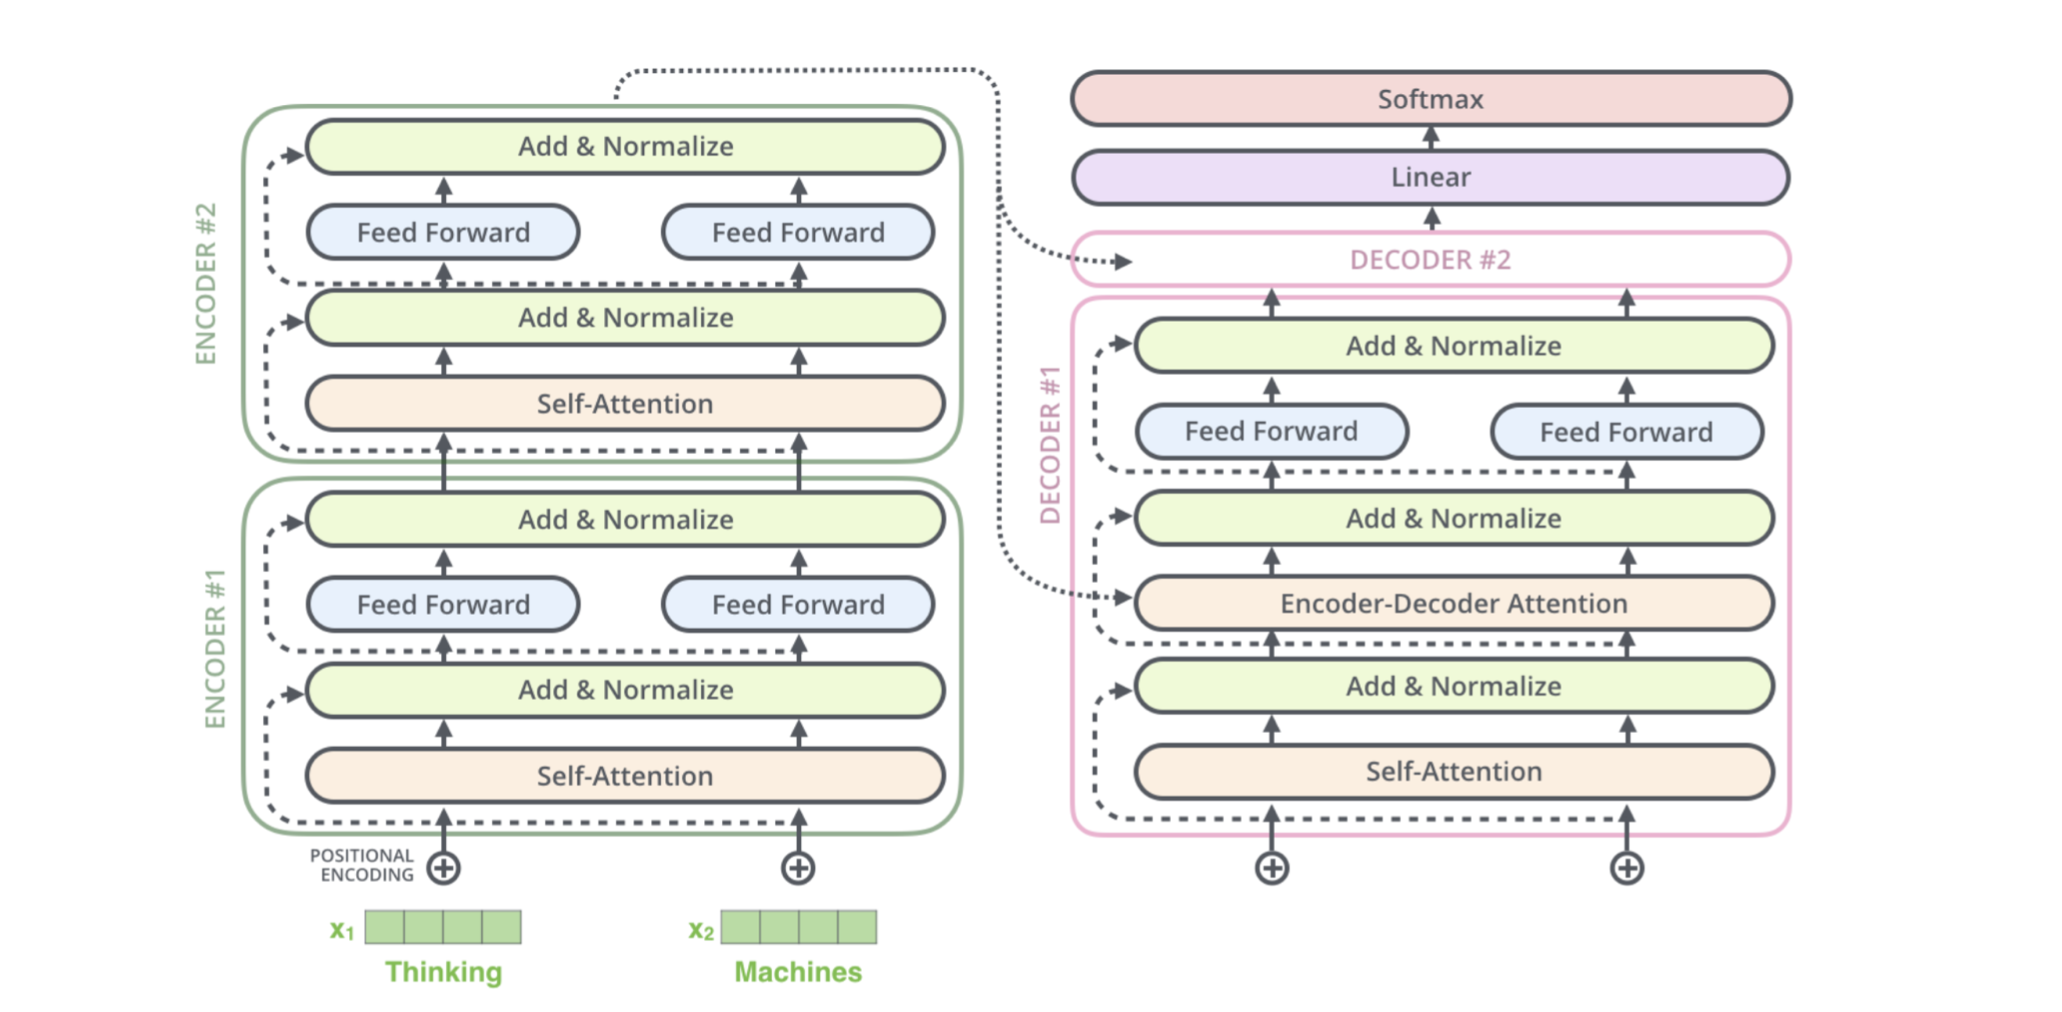 ENCODER #2
Add & Normalize
Feed Forward Feed Forward
Add & Normalize
Self-Attention
ENCODER #1
Add & Normalize
Feed Forward Feed Forward
Add & Normalize
Self-Attention
POSITIONAL
ENCODING
x1 x2
Thinking Machines
Softmax
Linear
DECODER #2
DECODER #1
Add & Normalize
Feed Forward Feed Forward
Add & Normalize
Encoder-Decoder Attention
Add & Normalize
Self-Attention